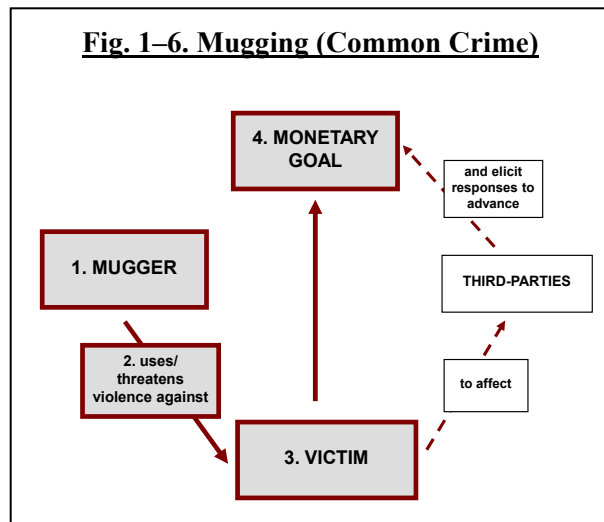 Fig. 1–6. Mugging (Common Crime)
4. MONETARY
GOAL
and elicit
responses to
advance
1. MUGGER
THIRD-PARTIES
2. uses/
threatens
violence against
to affect
3. VICTIM